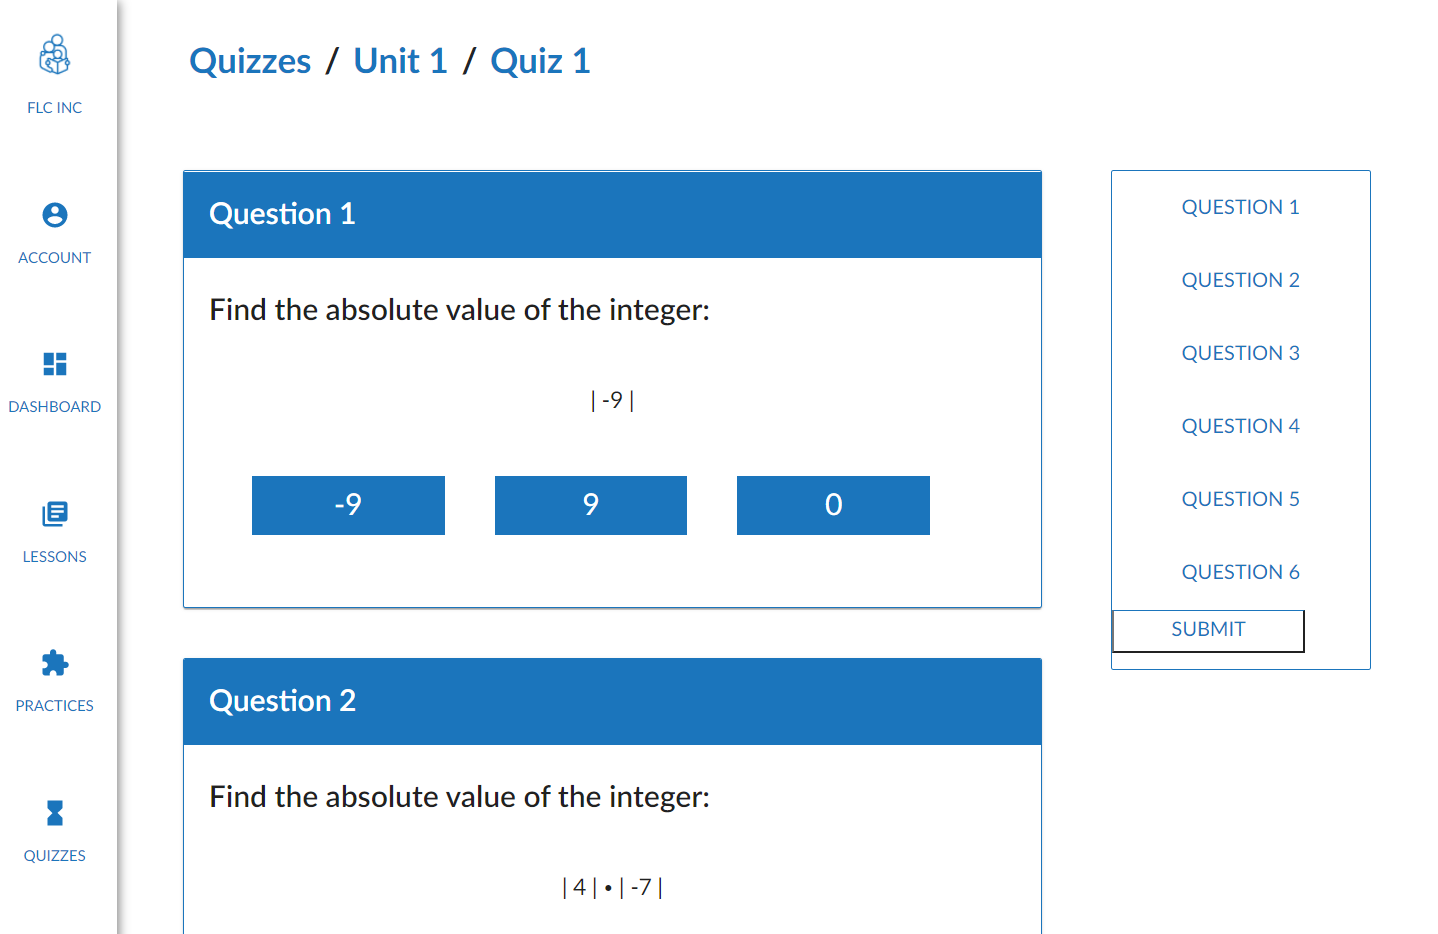 FLC INC
ACCOUNT
DASHBOARD
LESSONS
PRACTICES
QUIZZES
Quizzes / Unit 1 / Quiz 1
Question 1
Find the absolute value of the integer:
| -9 |
-9
9
0
Question 2
Find the absolute value of the integer:
| 4 | • | -7 |
QUESTION 1
QUESTION 2
QUESTION 3
QUESTION 4
QUESTION 5
QUESTION 6
SUBMIT